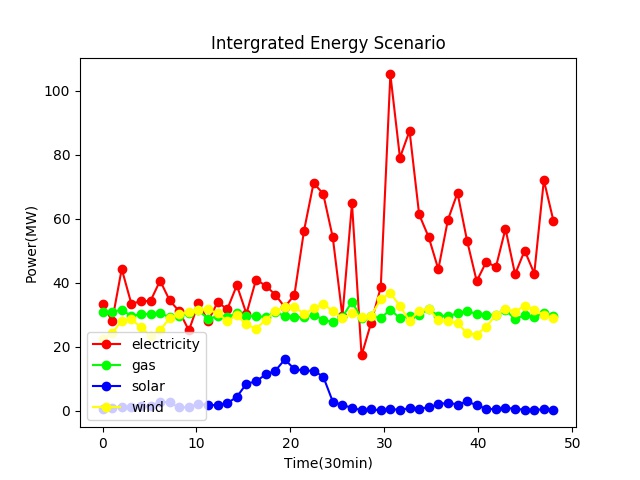 Intergrated Energy Scenario
Power(MW)
100
80
60
40
20
0
electricity
gas
solar
wind
0 10 20 30 40 50
Time(30min)